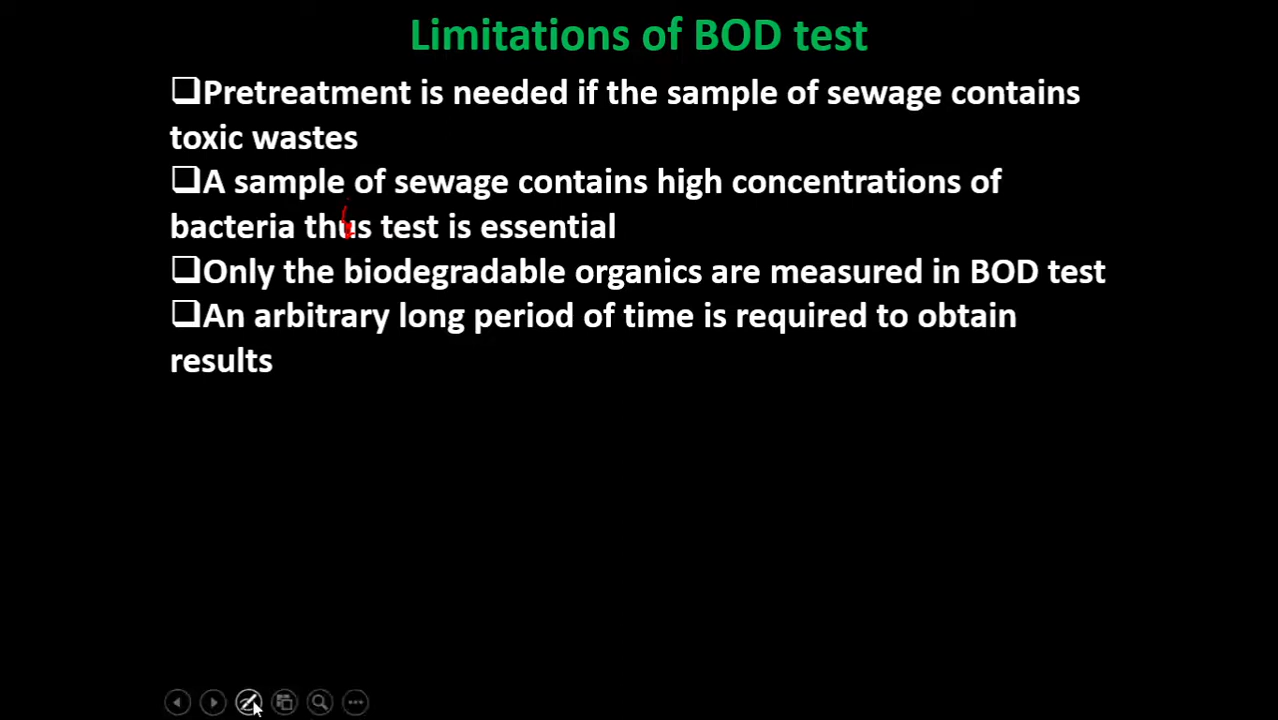 Limitations of BOD test
❑Pretreatment is needed if the sample of sewage contains
toxic wastes
❑A sample of sewage contains high concentrations of
bacteria thus test is essential
❑Only the biodegradable organics are measured in BOD test
❑An arbitrary long period of time is required to obtain
results